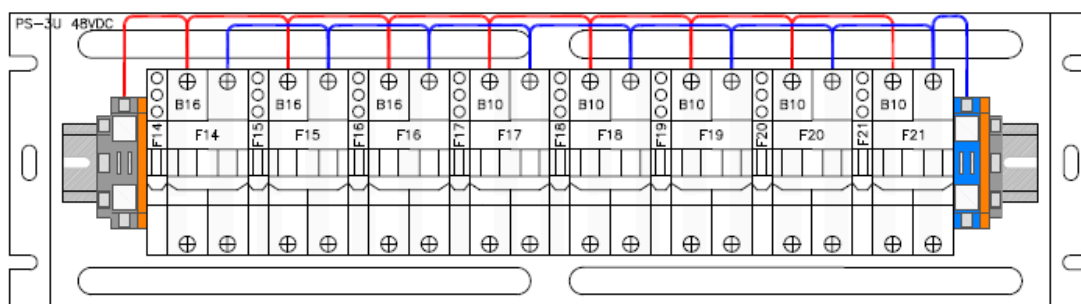 PS-3U 48VDC
B16 B16 B16 B10 B10 B10 B10 B10
F14 F14 F15 F15 F16 F16 F17 F17 F18 F18 F19 F19 F20 F20 F21 F21